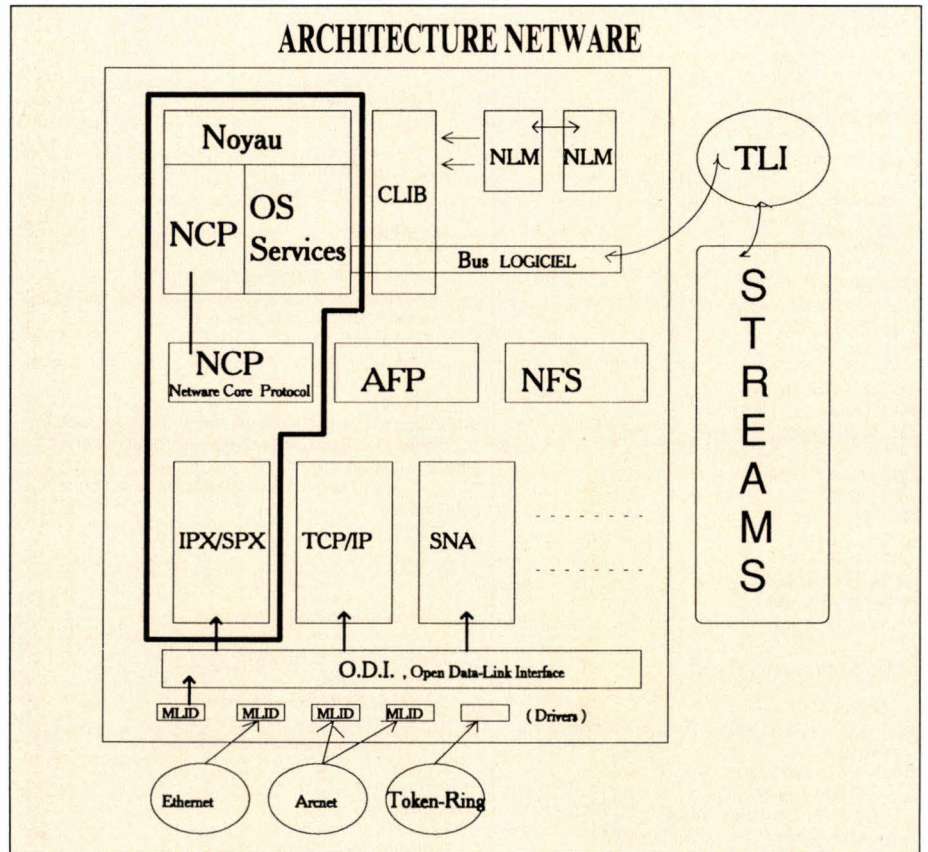 ARCHITECTURE NETWARE
Noyau
NCP
OS
Services
CLIB
NLM
NLM
TLI
Bus LOGICIEL
STREAMS
NCP
Netware Core Protocol
AFP
NFS
IPX/SPX
TCP/IP
SNA
O.D.I. , Open Data-Link Interface
MLID
MLID
MLID
MLID
( Drivers )
Ethernet
Arcnet
Token-Ring